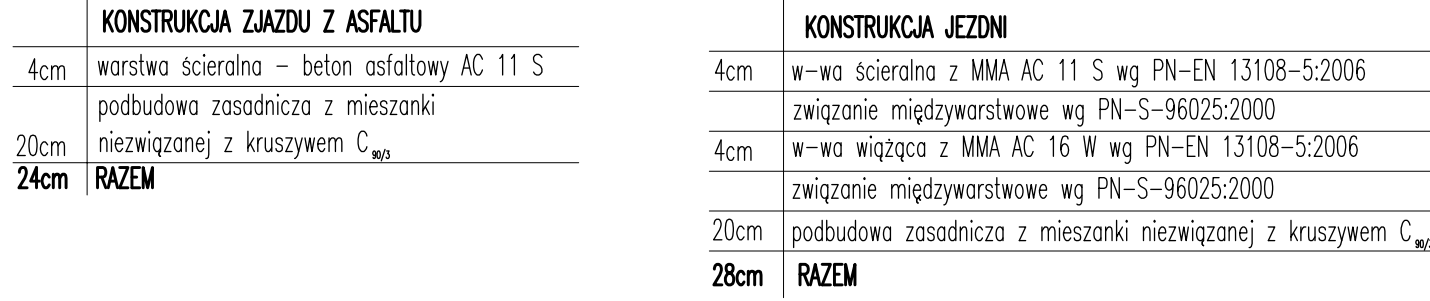 KONSTRUKCJA ZJAZDU Z ASFALTU
4cm warstwa ścieralna – beton asfaltowy AC 11 S
podbudowa zasadnicza z mieszanki
20cm niezwiązanej z kruszywem C90/3
24cm RAZEM
KONSTRUKCJA JEZDNI
4cm w-wa ścieralna z MMA AC 11 S wg PN-EN 13108-5:2006
związanie międzywarstwowe wg PN-S-96025:2000
4cm w-wa wiążąca z MMA AC 16 W wg PN-EN 13108-5:2006
związanie międzywarstwowe wg PN-S-96025:2000
20cm podbudowa zasadnicza z mieszanki niezwiązanej z kruszywem C90/3
28cm RAZEM